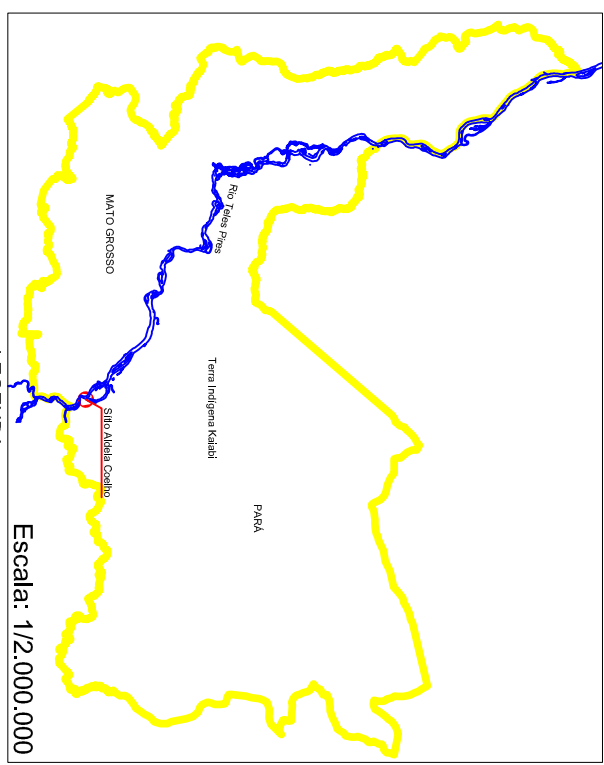 Rio Teles Pires
MATO GROSSO
Terra Indígena Kaiabi
PARÁ
Sítio Aldeia Coelho
Escala: 1/2.000.000